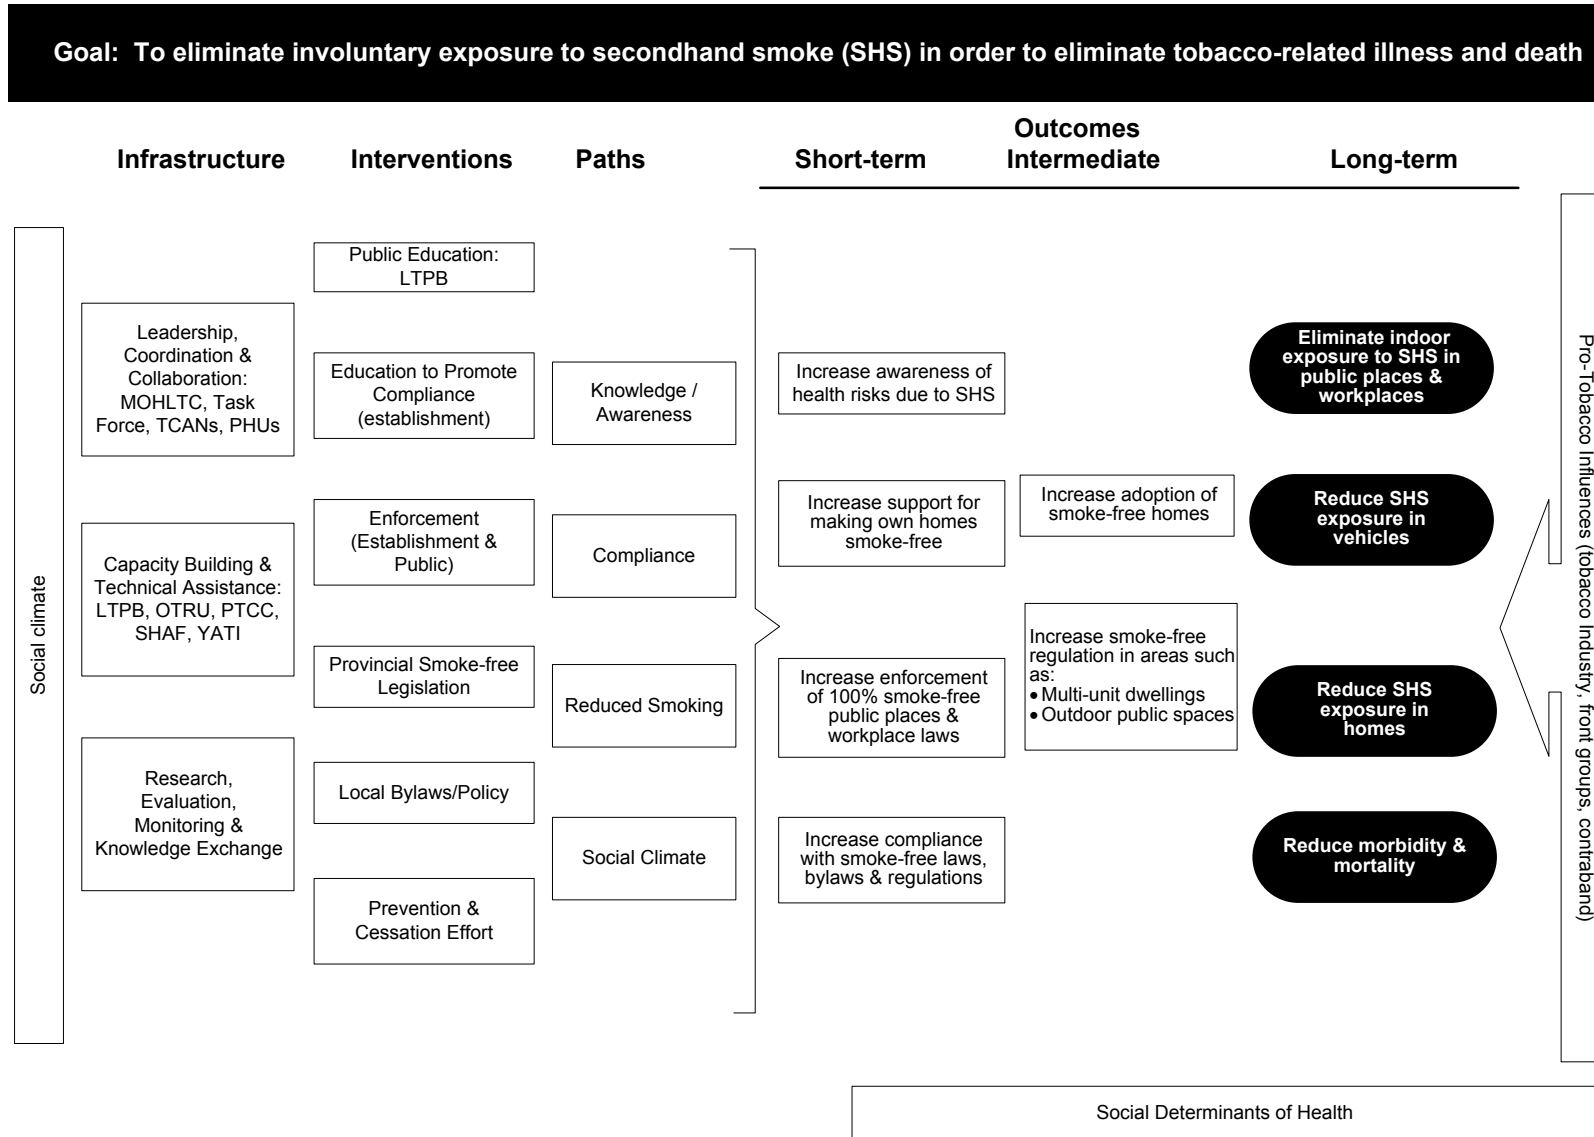 Goal: To eliminate involuntary exposure to secondhand smoke (SHS) in order to eliminate tobacco-related illness and death
Outcomes
Infrastructure
Interventions
Paths
Short-term
Intermediate
Long-term
Social climate
Leadership,
Coordination &
Collaboration:
MOHLTC, Task
Force, TCANs, PHUs
Capacity Building &
Technical Assistance:
LTPB, OTRU, PTCC,
SHAF, YATI
Research,
Evaluation,
Monitoring &
Knowledge Exchange
Public Education:
LTPB
Education to Promote
Compliance
(establishment)
Enforcement
(Establishment &
Public)
Provincial Smoke-free
Legislation
Local Bylaws/Policy
Prevention &
Cessation Effort
Knowledge /
Awareness
Compliance
Reduced Smoking
Social Climate
Increase awareness of
health risks due to SHS
Increase support for
making own homes
smoke-free
Increase enforcement
of 100% smoke-free
public places &
workplace laws
Increase compliance
with smoke-free laws,
bylaws & regulations
Increase adoption of
smoke-free homes
Increase smoke-free
regulation in areas such
as:
• Multi-unit dwellings
• Outdoor public spaces
Eliminate indoor
exposure to SHS in
public places &
workplaces
Reduce SHS
exposure in
vehicles
Reduce SHS
exposure in
homes
Reduce morbidity &
mortality
Pro-Tobacco Influences (tobacco Industry, front groups, contraband)
Social Determinants of Health